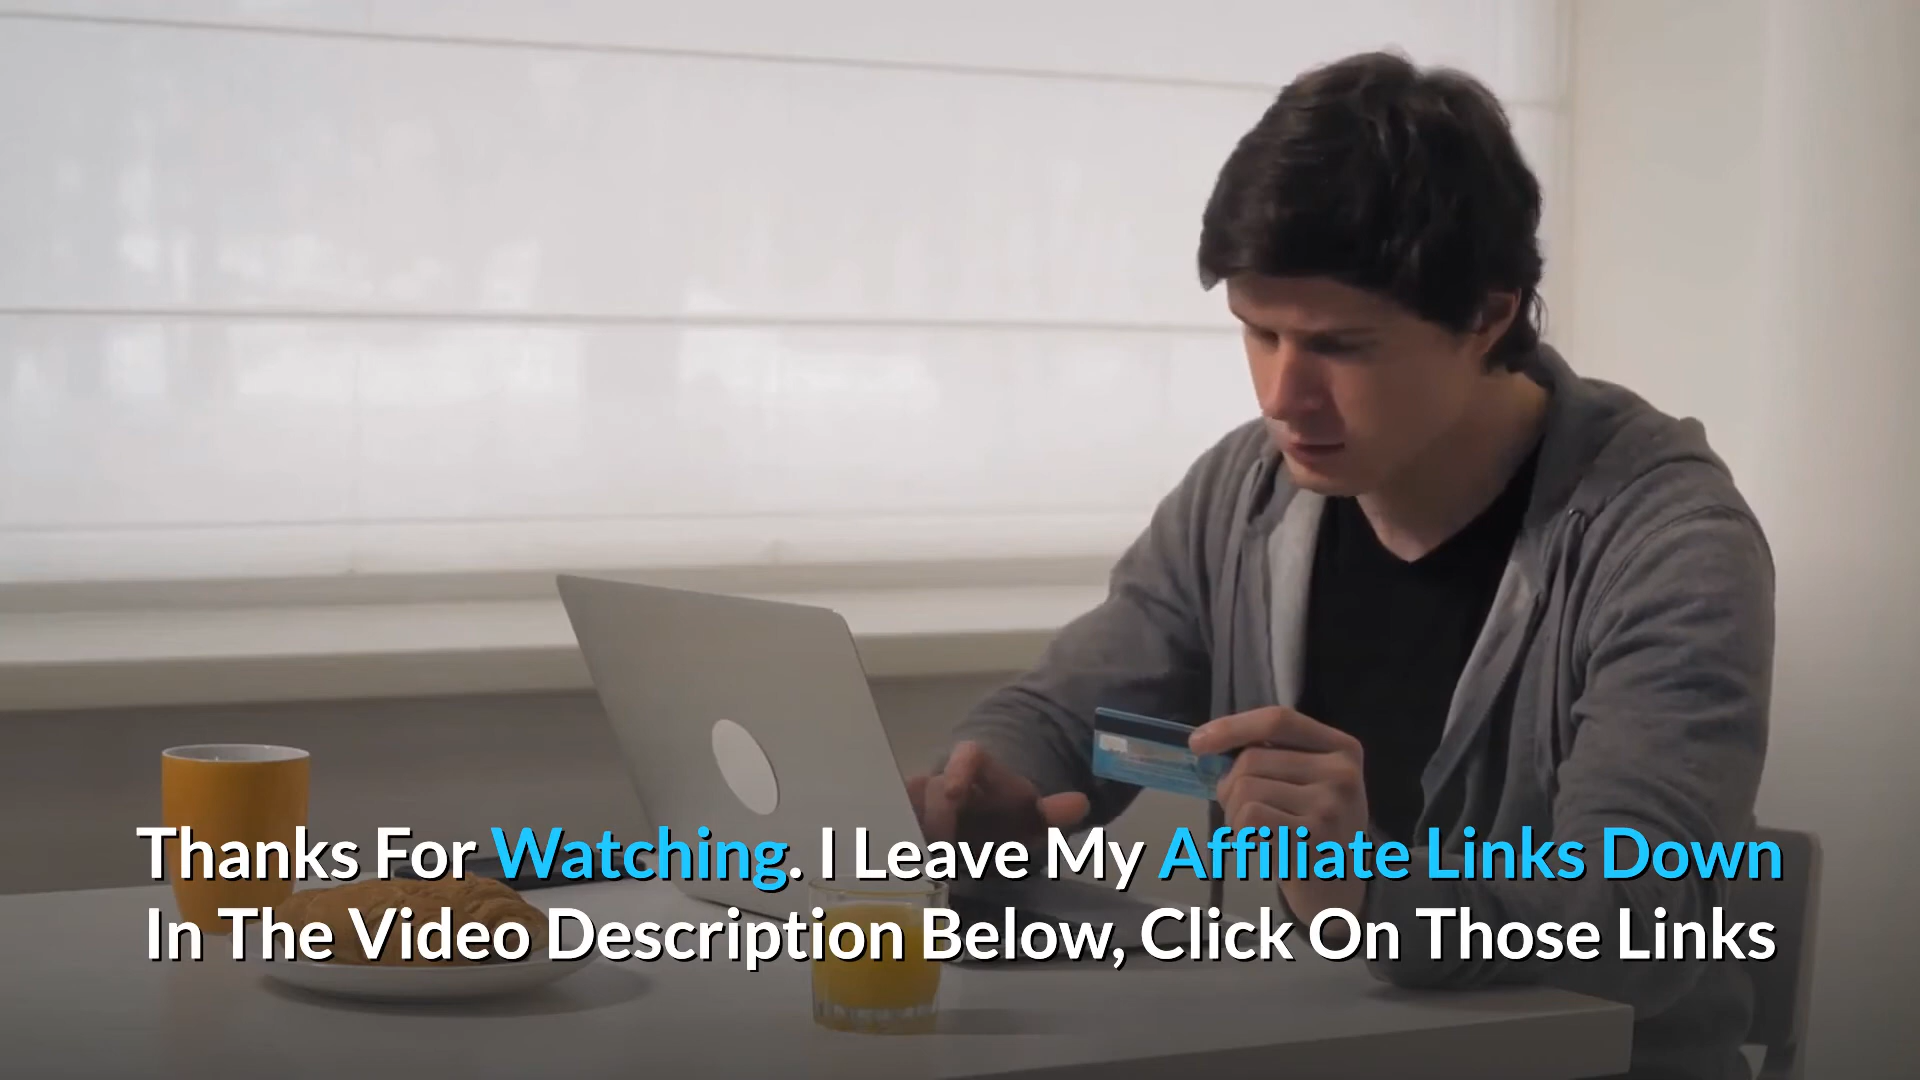 Thanks For Watching. I Leave My Affiliate Links Down
In The Video Description Below, Click On Those Links